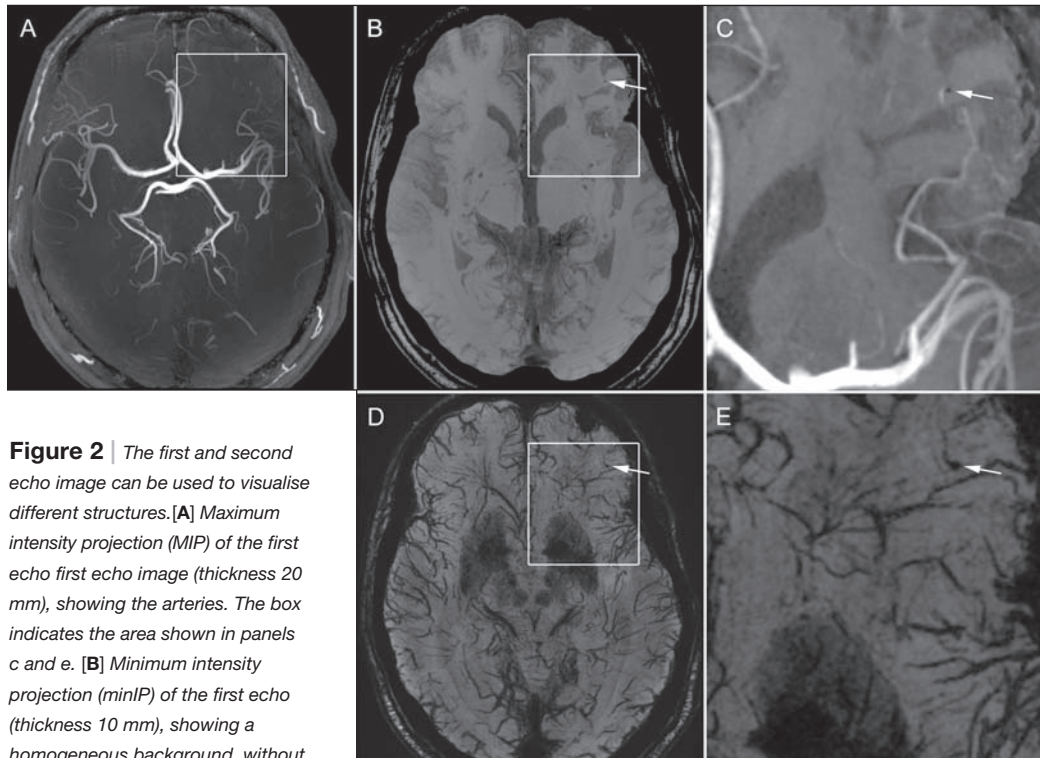 A
B
C
D
E
Figure 2 | The first and second
echo image can be used to visualise
different structures.[A] Maximum
intensity projection (MIP) of the first
echo first echo image (thickness 20
mm), showing the arteries. The box
indicates the area shown in panels
c and e. [B] Minimum intensity
projection (minIP) of the first echo
(thickness 10 mm), showing a
homogeneous background, without